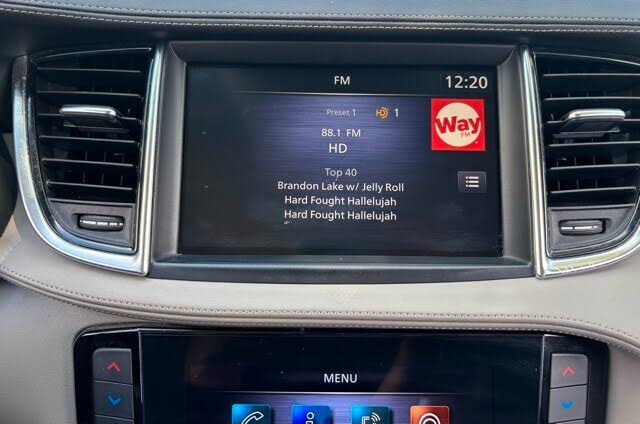 FM 12:20
Preset 1 HD 1
88.1 FM
HD
Way
FM
Top 40
Brandon Lake w/ Jelly Roll
Hard Fought Hallelujah
Hard Fought Hallelujah
MENU